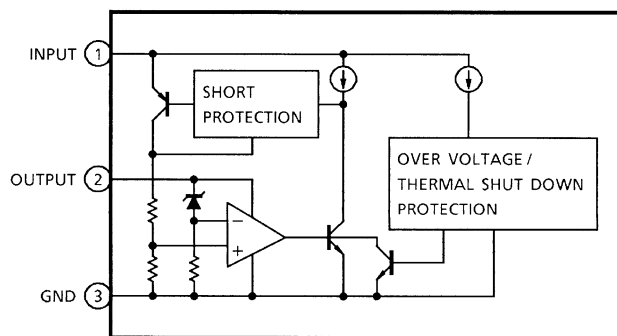 INPUT 1
SHORT
PROTECTION
OUTPUT 2
OVER VOLTAGE /
THERMAL SHUT DOWN
PROTECTION
−
+
GND 3